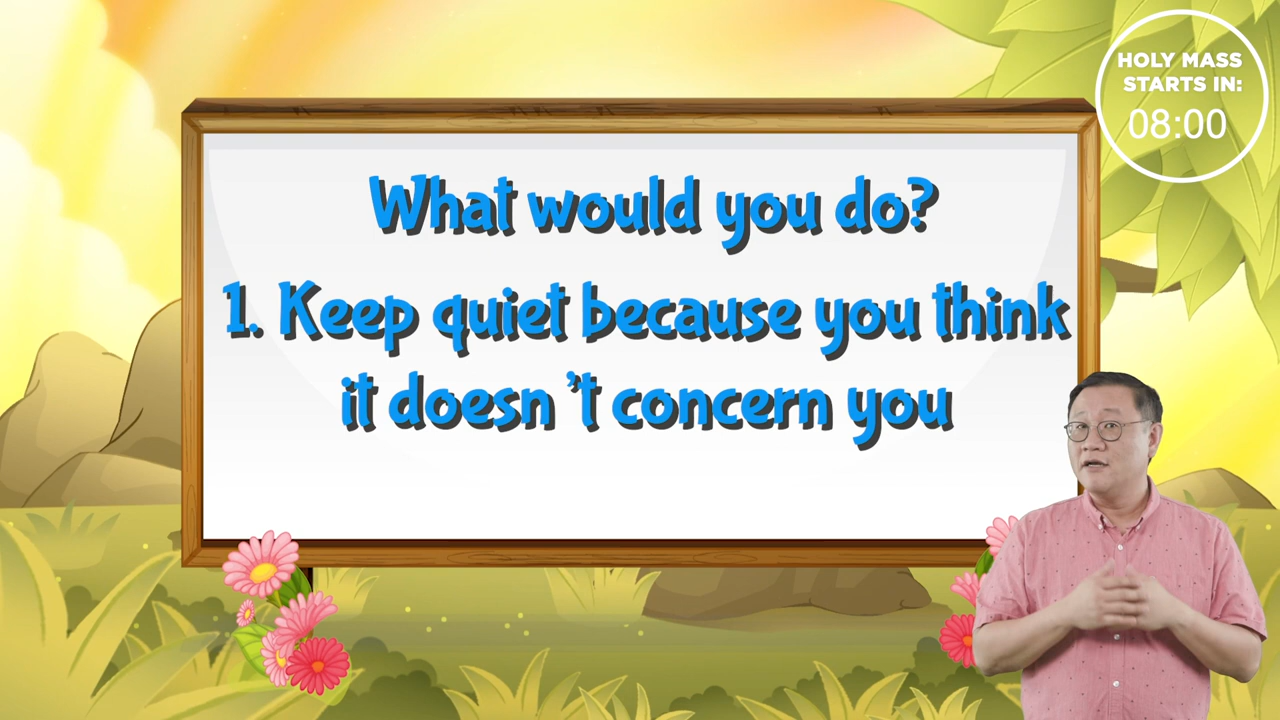 HOLY MASS
STARTS IN:
08:00
What would you do?
1. Keep quiet because you think
it doesn 't concern you